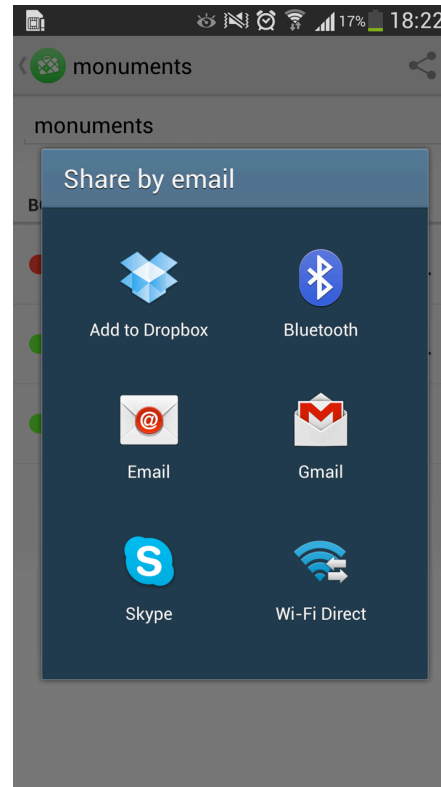 17% 18:22
monuments
monuments
Share by email
Add to Dropbox
Bluetooth
Email
Gmail
Skype
Wi-Fi Direct